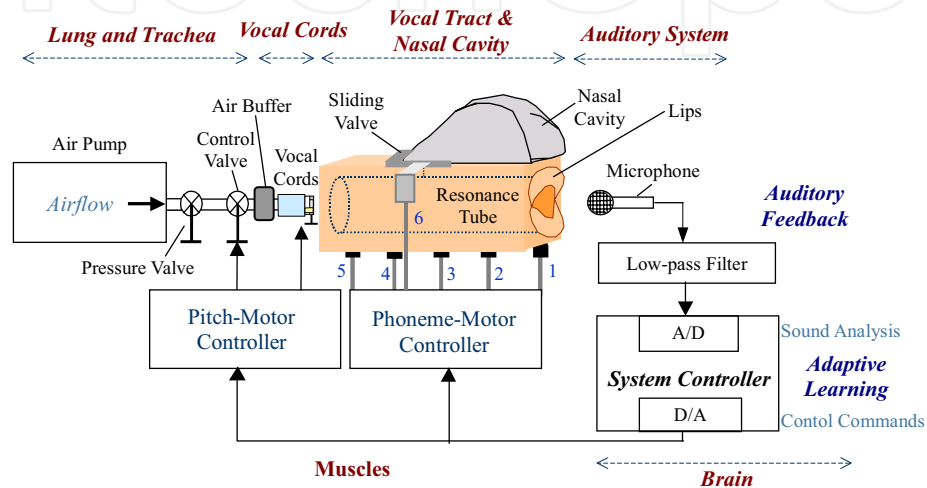 Lung and Trachea
Vocal Cords
Vocal Tract &
Nasal Cavity
Auditory System
Air Pump
Airflow
Control
Valve
Air Buffer
Vocal
Cords
Pressure Valve
Sliding
Valve
Nasal
Cavity
Lips
Resonance
Tube
6
5
4
3
2
1
Microphone
Auditory
Feedback
Low-pass Filter
Pitch-Motor
Controller
Phoneme-Motor
Controller
A/D
Sound Analysis
System Controller
Adaptive
Learning
D/A
Contol Commands
Muscles
Brain